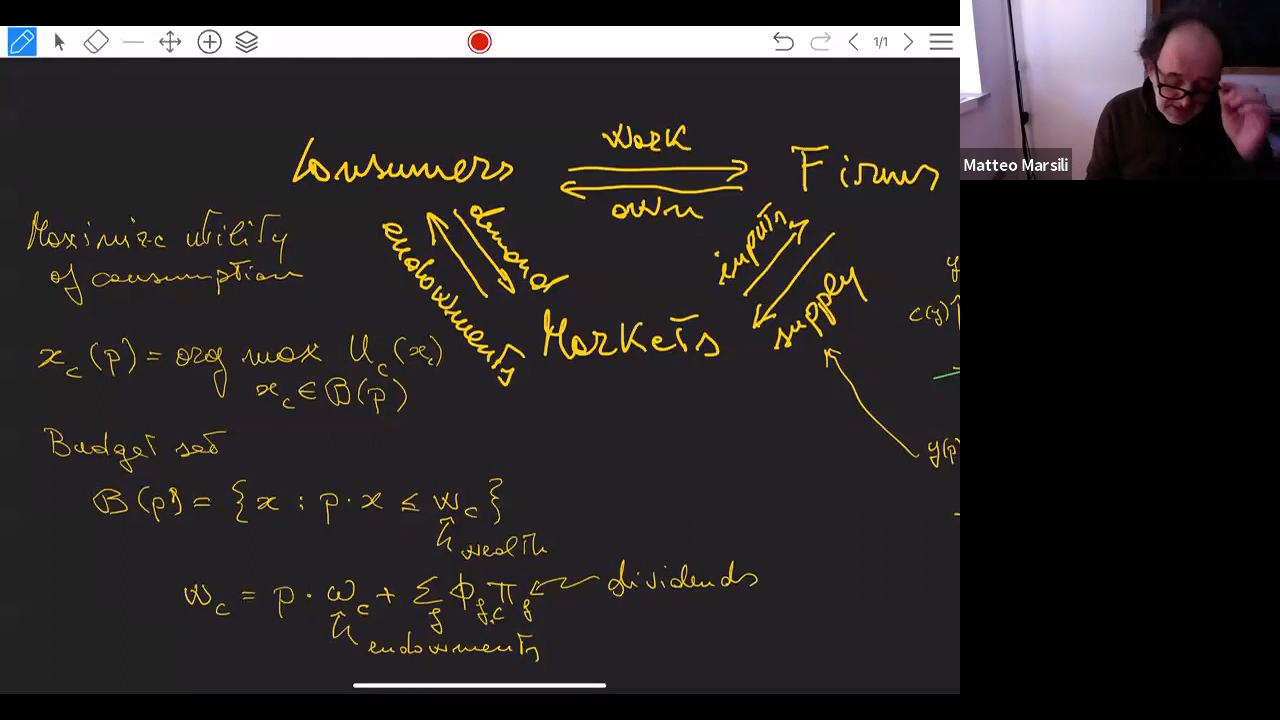 1/1
Matteo Marsili
work
Consumers
Firms
own
Maximize utility
of consumption
demand
endowments
inputs
supply
Markets
y
c(y)
x_c(p) = arg max U_c(x_c)
x_c ∈ B(p)
Budget set
B(p) = {x : p · x ≤ w_c}
wealth
y(p)
w_c = p · ω_c + Σ_f ϕ_{f,c} π_f
dividends
endowments